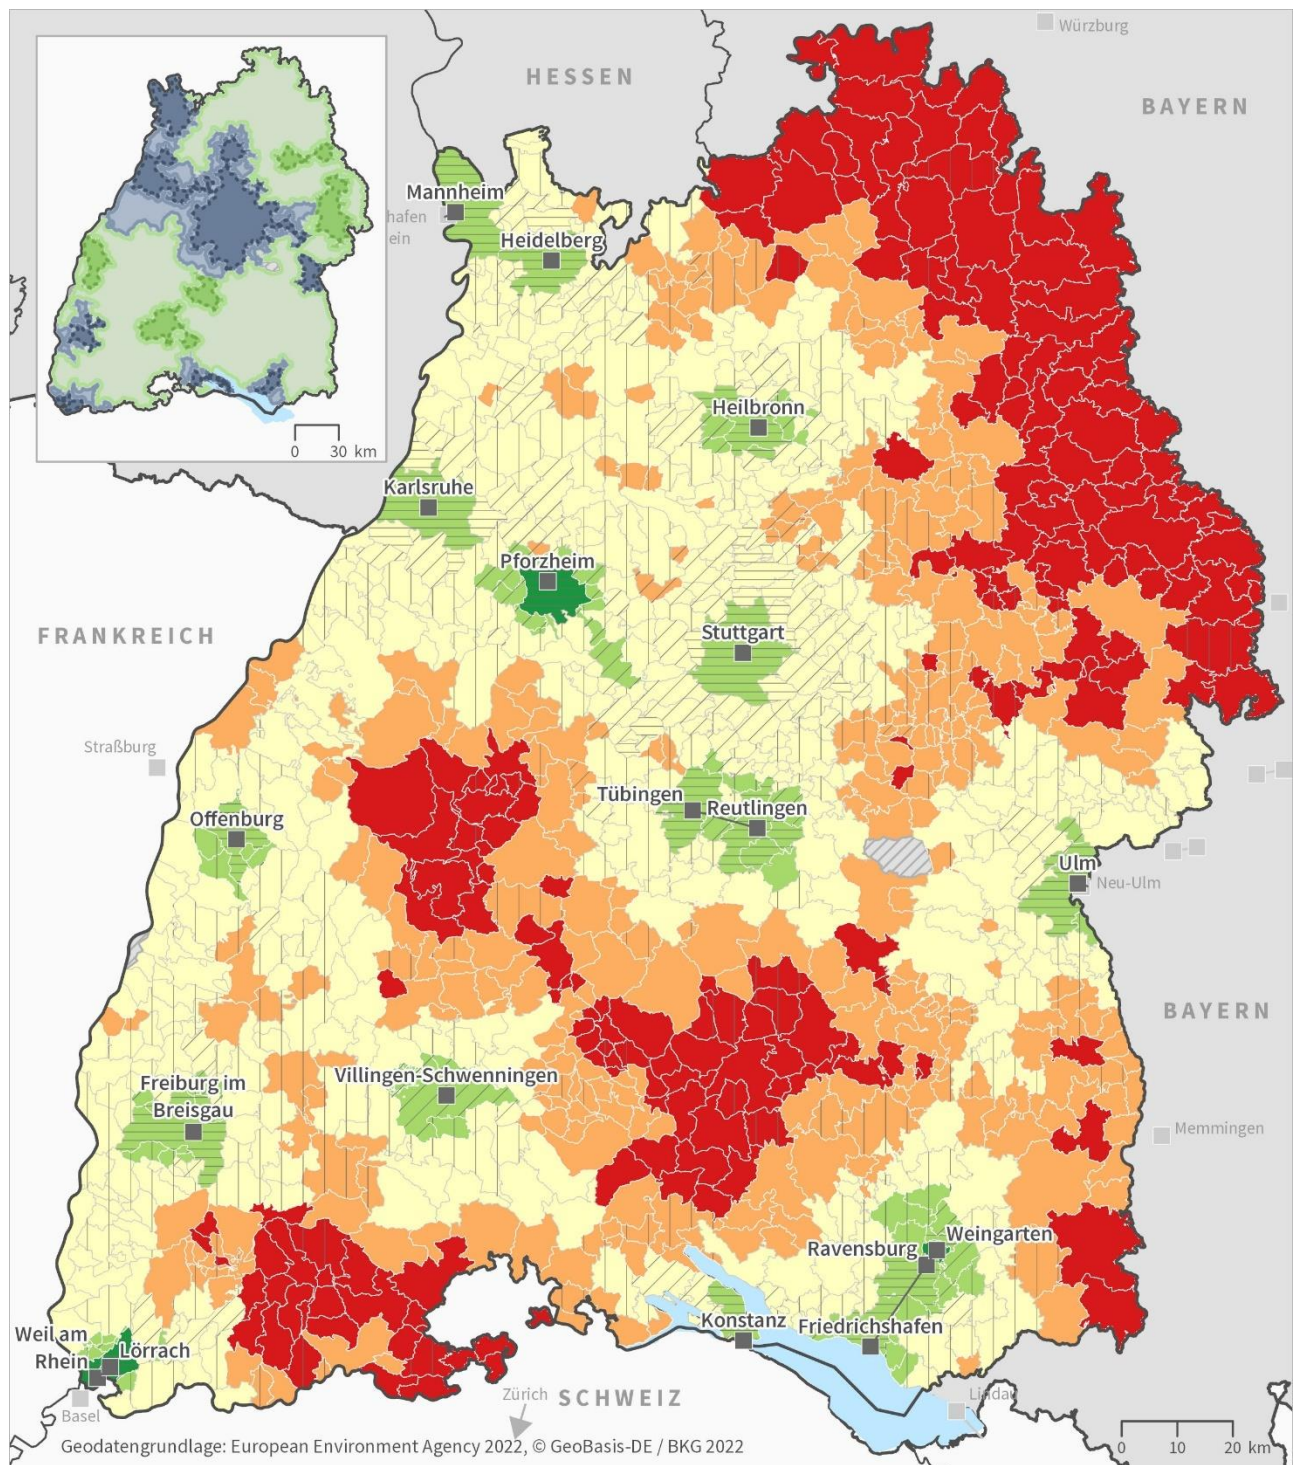 Würzburg
HESSEN
BAYERN
Mannheim
hafen
ein
Heidelberg
0 30 km
Heilbronn
Karlsruhe
Pforzheim
FRANKREICH
Stuttgart
Straßburg
Tübingen
Reutlingen
Offenburg
Ulm
Neu-Ulm
BAYERN
Villingen-Schwenningen
Freiburg im
Breisgau
Memmingen
Weingarten
Ravensburg
Konstanz
Friedrichshafen
Weil am
Rhein
Lörrach
Basel
Zürich
SCHWEIZ
Lindau
Geodatengrundlage: European Environment Agency 2022, © GeoBasis-DE / BKG 2022
0 10 20 km